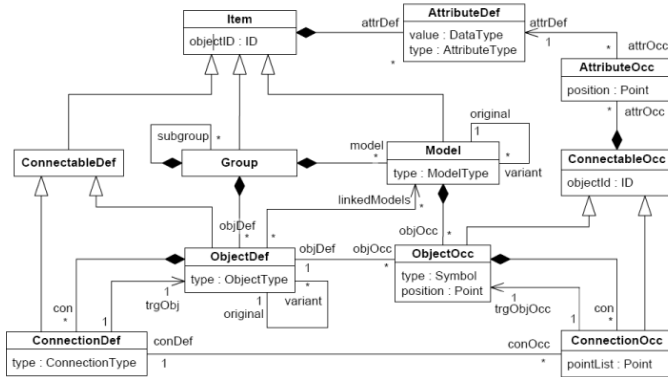 Item
objectID : ID
attrDef
*
AttributeDef
value : DataType
type : AttributeType
attrDef
1
*
attrOcc
AttributeOcc
position : Point
*
attrOcc
original
1
subgroup
*
model
*
ConnectableDef
Group
Model
type : ModelType
*
variant
ConnectableOcc
objectId : ID
linkedModels
*
objDef
*
*
objOcc
*
ObjectDef
type : ObjectType
objDef
1
objOcc
*
ObjectOcc
type : Symbol
position : Point
con
*
1
trgObj
1
original
*
variant
1
trgObjOcc
1
con
*
ConnectionDef
type : ConnectionType
conDef
1
conOcc
*
ConnectionOcc
pointList : Point